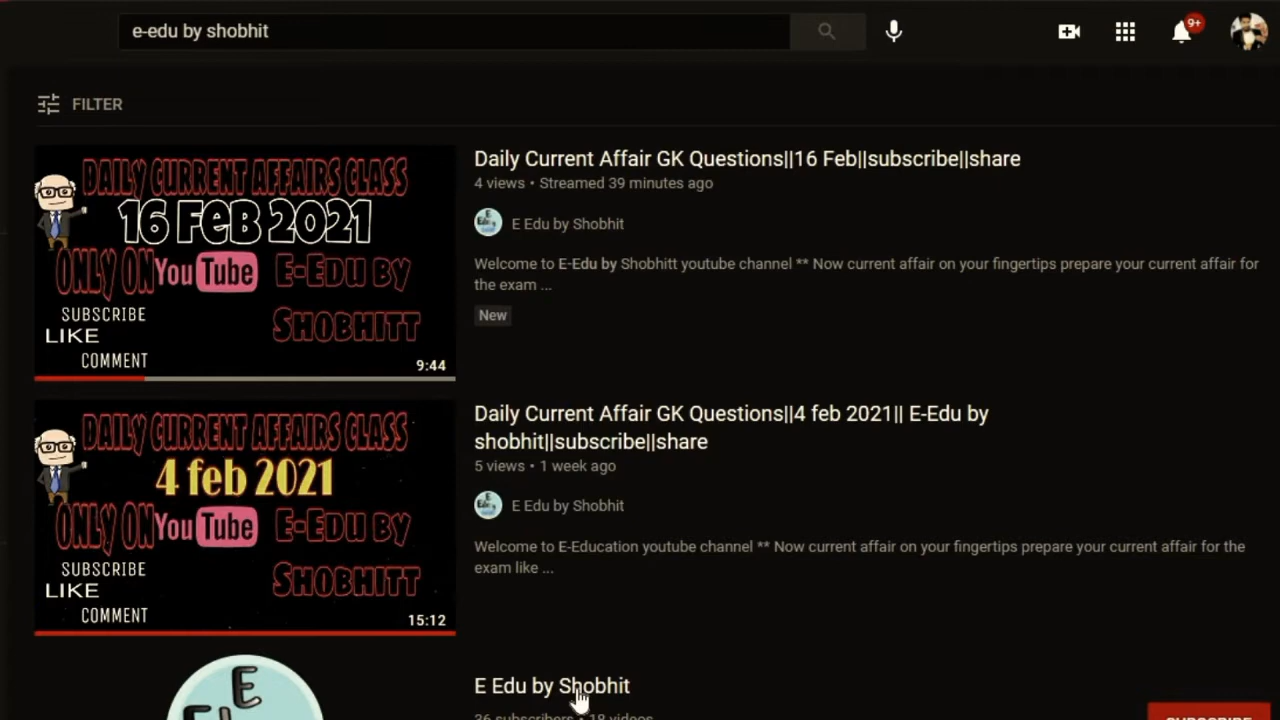 e-edu by shobhit
9+
FILTER
DAILY CURRENT AFFAIRS CLASS
16 FEB 2021
ONLY ON YouTube E-EDU BY
SHOBHITT
SUBSCRIBE
LIKE
COMMENT
9:44
Daily Current Affair GK Questions||16 Feb||subscribe||share
4 views • Streamed 39 minutes ago
E Edu by Shobhit
Welcome to E-Edu by Shobhitt youtube channel ** Now current affair on your fingertips prepare your current affair for
the exam ...
New
DAILY CURRENT AFFAIRS CLASS
4 feb 2021
ONLY ON YouTube E-EDU BY
SHOBHITT
SUBSCRIBE
LIKE
COMMENT
15:12
Daily Current Affair GK Questions||4 feb 2021|| E-Edu by
shobhit||subscribe||share
5 views • 1 week ago
E Edu by Shobhit
Welcome to E-Education youtube channel ** Now current affair on your fingertips prepare your current affair for the
exam like ...
E Edu by Shobhit
36 subscribers • 18 videos
SUBSCRIBE